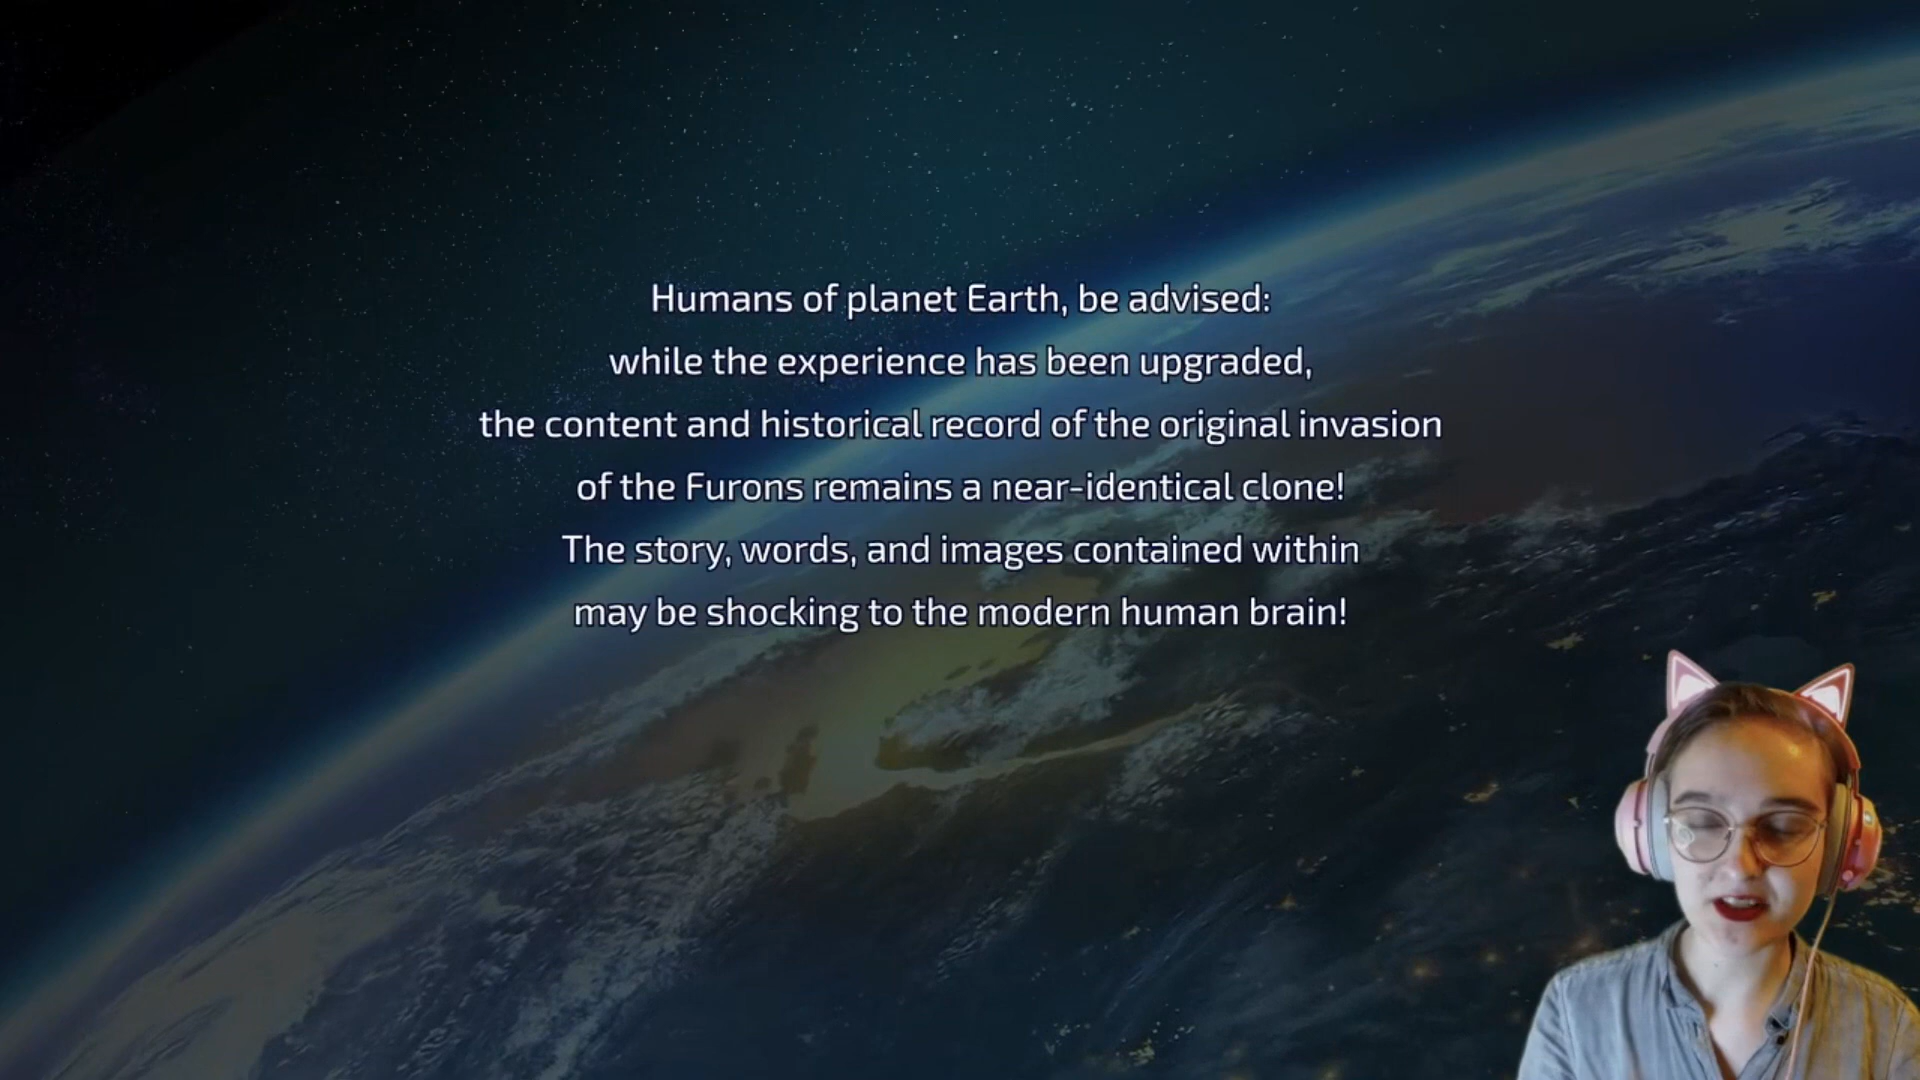 Humans of planet Earth, be advised:
while the experience has been upgraded,
the content and historical record of the original invasion
of the Furons remains a near-identical clone!
The story, words, and images contained within
may be shocking to the modern human brain!